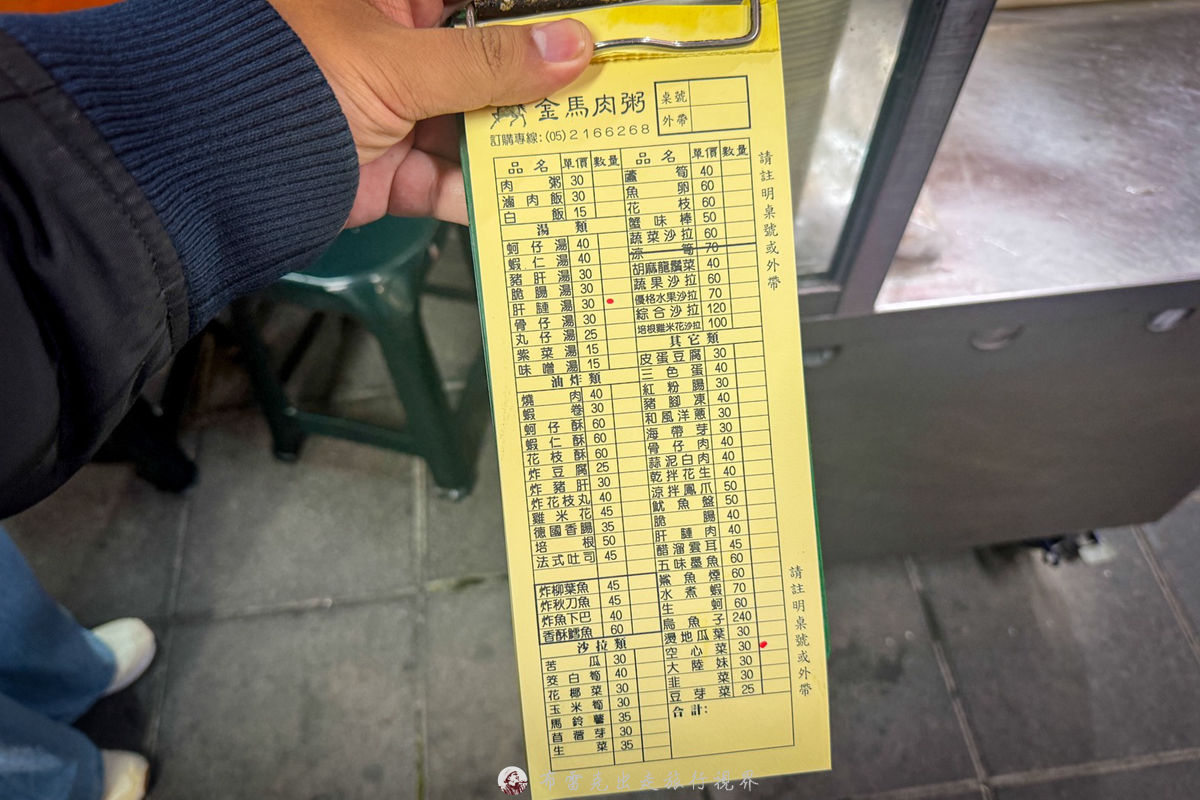 金馬肉粥
桌號
外帶
訂購專線:(05)2166268
品名 單價 數量
肉粥 30
滷肉飯 30
白飯 15
湯類
蚵仔湯 40
蝦仁湯 40
豬肝湯 30
脆腸湯 30
肝腱湯 30
骨仔湯 30
丸仔湯 25
紫菜湯 15
味噌湯 15
油炸類
燒肉 40
蝦卷 30
蚵仔酥 60
蝦仁酥 60
花枝酥 60
炸豆腐 25
炸豬肝 30
炸花枝丸 40
雞米花 45
德國香腸 35
培根 50
法式吐司 45
炸柳葉魚 45
炸秋刀魚 45
炸魚下巴 40
香酥鱈魚 60
沙拉類
苦瓜 30
茭白筍 40
花椰菜 30
玉米筍 30
馬鈴薯 35
苜蓿芽 30
生菜 35
品名 單價 數量
蘆筍 40
魚卵 60
花枝 60
蟹味棒 50
蔬菜沙拉 60
涼筍 70
胡麻龍鬚菜 40
蔬果沙拉 60
優格水果沙拉 70
綜合沙拉 120
培根雞米花沙拉 100
其它類
皮蛋豆腐 30
三色蛋 40
紅粉腸 30
豬腳凍 40
和風洋蔥 30
海帶芽 30
骨仔肉 40
蒜泥白肉 40
乾拌花生 40
涼拌鳳爪 50
魷魚盤 50
脆腸 40
肝腱肉 40
醋溜雲耳 45
五味墨魚 60
鯊魚煙 60
水煮蝦 70
生蚵 60
烏魚子 240
燙地瓜葉 30
空心菜 30
大陸妹 30
韭菜 30
豆芽菜 25
合計:
請註明桌號或外帶
請註明桌號或外帶
布雷克出走旅行視界